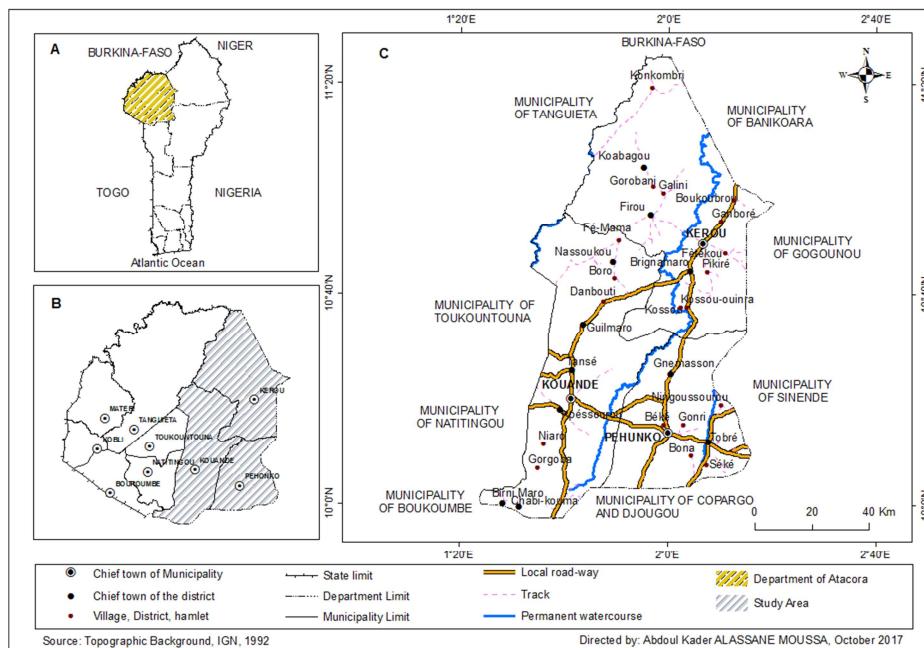 A
NIGER
BURKINA-FASO
TOGO
NIGERIA
Atlantic Ocean
B
KEROU
MATERI
TANGUIETA
KOBLI
TOUKOUNTOUNA
NATITINGOU
KOUANDE
BOUKOUMBE
PEHONKO
1°20'E
2°0'E
2°40'E
C
BURKINA-FASO
N
W
E
S
11°20'N
Konkombri
MUNICIPALITY
OF TANGUIETA
MUNICIPALITY
OF BANIKOARA
Koabagou
Gorobani
Galini
Boukoubrou
Firou
Ganboré
Fé-Mama
KEROU
Nassoukou
Fêrékou
Brignamaro
Pikiré
Boro
MUNICIPALITY
OF GOGOUNOU
10°40'N
Danbouti
Kossou-ouinra
Kossou
MUNICIPALITY OF
TOUKOUNTOUNA
Guilmaro
Tansé
Gnemasson
KOUANDE
Ningoussourou
MUNICIPALITY
OF SINENDE
MUNICIPALITY
OF NATITINGOU
Béké
Gonri
PEHUNKO
Tobré
Niaro
Bona
Gorgoba
Séké
MUNICIPALITY
OF BOUKOUMBE
Birni Maro
Chabi-kouma
MUNICIPALITY OF COPARGO
AND DJOUGOU
10°0'N
0
20
40 Km
1°20'E
2°0'E
2°40'E
Chief town of Municipality
Chief town of the district
Village, District, hamlet
State limit
Department Limit
Municipality Limit
Local road-way
Track
Permanent watercourse
Department of Atacora
Study Area
Source: Topographic Background, IGN, 1992
Directed by: Abdoul Kader ALASSANE MOUSSA, October 2017